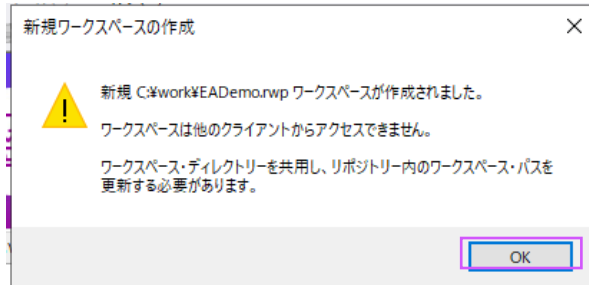 新規ワークスペースの作成
新規 C:¥work¥EADemo.rwp ワークスペースが作成されました。
ワークスペースは他のクライアントからアクセスできません。
ワークスペース・ディレクトリーを共用し、リポジトリー内のワークスペース・パスを
更新する必要があります。
OK